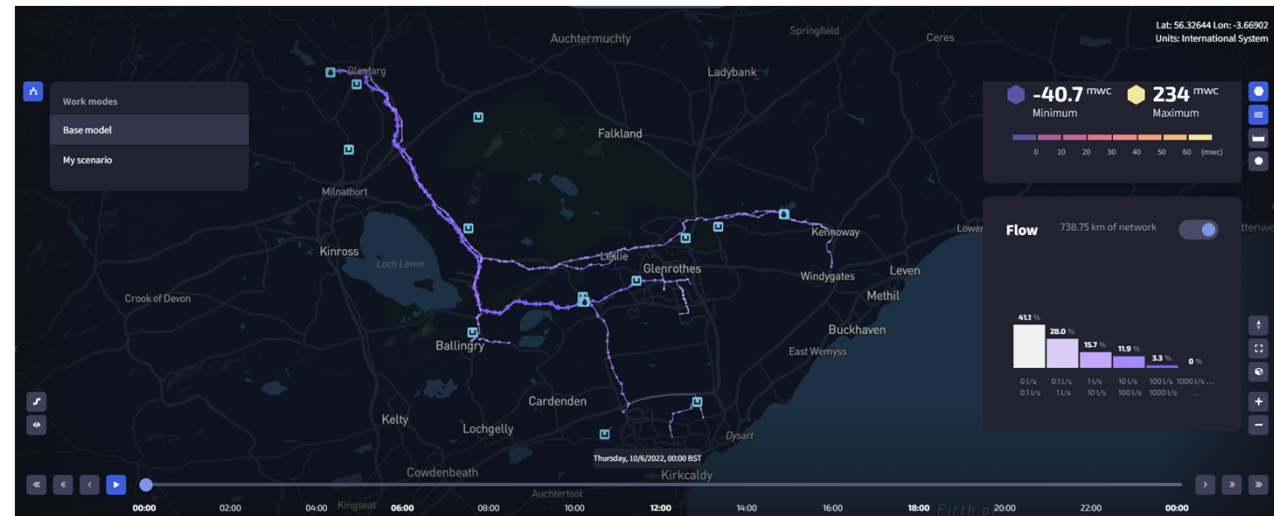 Lat: 56.32644 Lon: -3.66902
Units: International System
Auchtermuchty
Springfield
Ceres
Glenfarg
Ladybank
Work modes
Base model
My scenario
-40.7 mwc
Minimum
234 mwc
Maximum
0 10 20 30 40 50 60 (mwc)
Falkland
Milnathort
Kinross
Loch Leven
Leslie
Glenrothes
Kennoway
Windygates
Leven
Methil
Crook of Devon
Buckhaven
East Wemyss
Ballingry
Flow
738.75 km of network
41.1 %
28.0 %
15.7 %
11.9 %
3.3 %
0 %
0 l/s 0.1 l/s 1 l/s 10 l/s 100 l/s 1000 l/s ...
0.1 l/s 1 l/s 10 l/s 100 l/s 1000 l/s ...
Cardenden
Kelty
Lochgelly
Dysart
Thursday, 10/6/2022, 00:00 BST
Cowdenbeath
Kirkcaldy
Auchtertool
Kingseat
Firth o
00:00 02:00 04:00 06:00 08:00 10:00 12:00 14:00 16:00 18:00 20:00 22:00 00:00